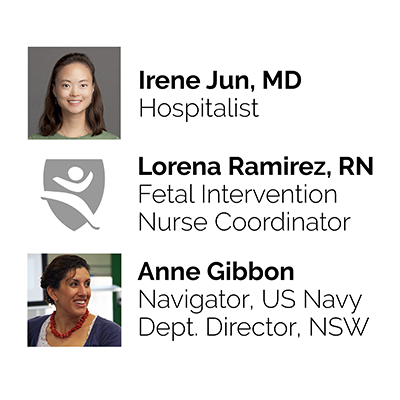 Irene Jun, MD
Hospitalist
Lorena Ramirez, RN
Fetal Intervention
Nurse Coordinator
Anne Gibbon
Navigator, US Navy
Dept. Director, NSW